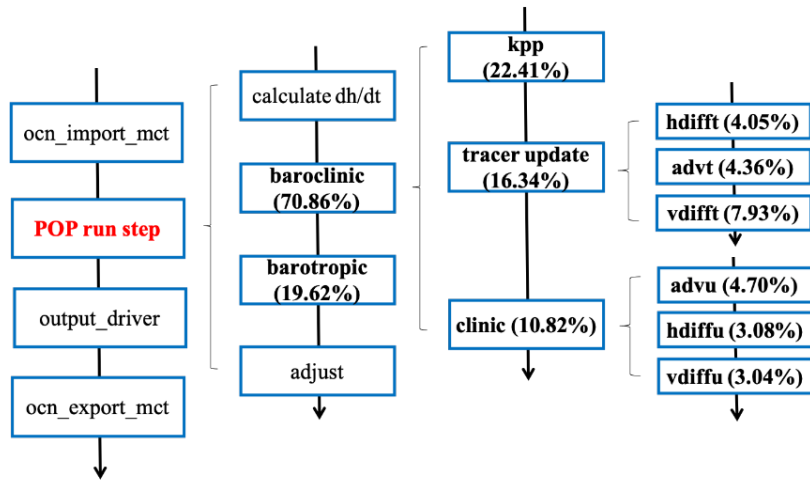 ocn_import_mct
POP run step
output_driver
ocn_export_mct
calculate dh/dt
baroclinic
(70.86%)
barotropic
(19.62%)
adjust
kpp
(22.41%)
tracer update
(16.34%)
clinic (10.82%)
hdifft (4.05%)
advt (4.36%)
vdifft (7.93%)
advu (4.70%)
hdiffu (3.08%)
vdiffu (3.04%)